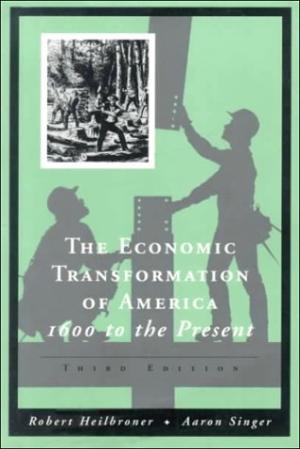 The Economic
Transformation
of America
1600 to the Present
Third Edition
Robert Heilbroner ✦ Aaron Singer